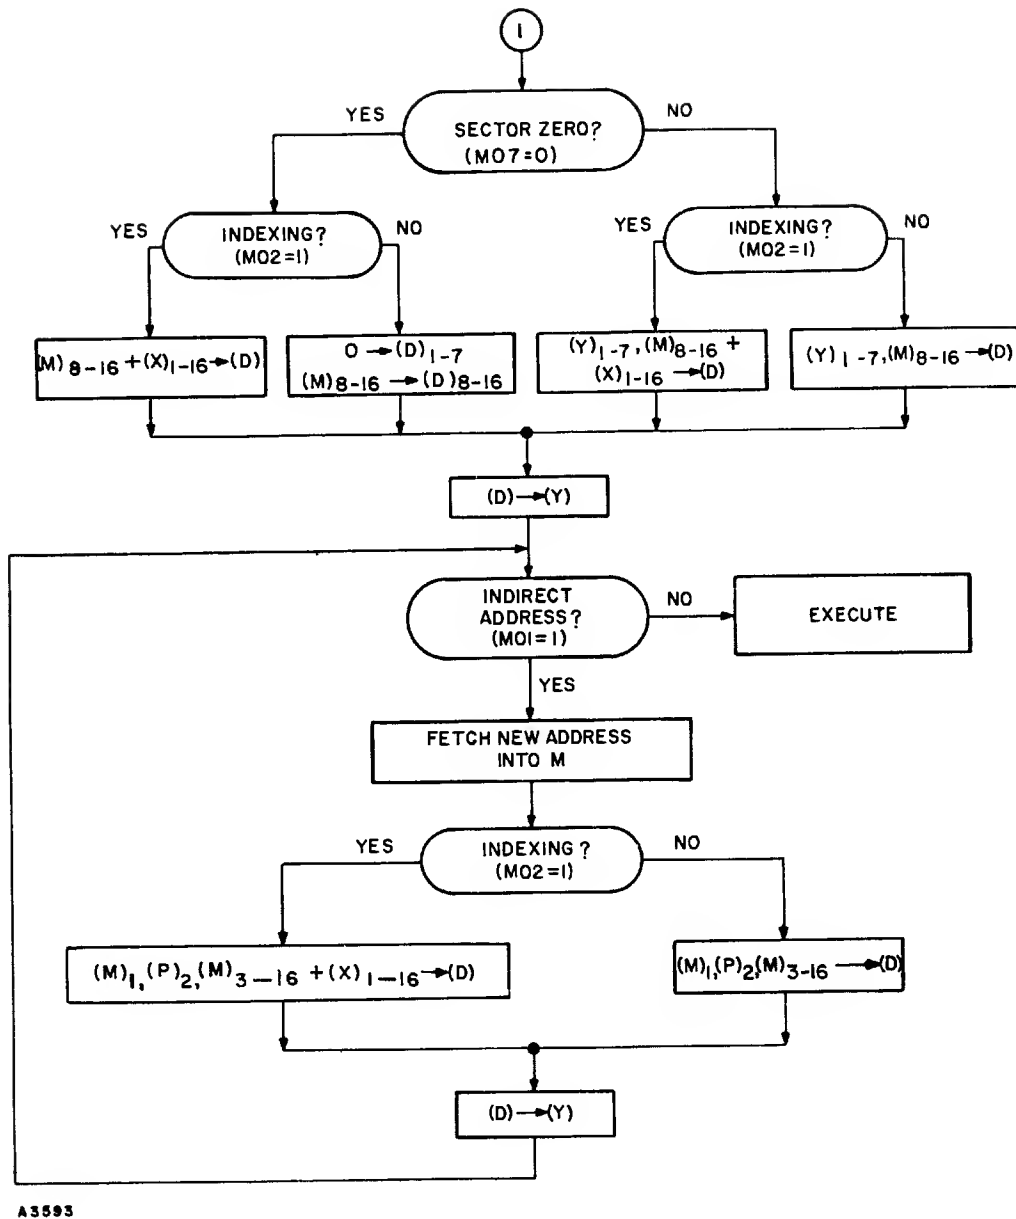 1
SECTOR ZERO?
(M07=0)
YES
NO
INDEXING?
(M02=1)
YES
NO
INDEXING?
(M02=1)
YES
NO
(M)8-16 + (X)1-16 → (D)
0 → (D)1-7
(M)8-16 → (D)8-16
(Y)1-7, (M)8-16 +
(X)1-16 → (D)
(Y)1-7, (M)8-16 → (D)
(D) → (Y)
INDIRECT
ADDRESS?
(M01=1)
NO
EXECUTE
YES
FETCH NEW ADDRESS
INTO M
YES
INDEXING?
(M02=1)
NO
(M)1, (P)2, (M)3-16 + (X)1-16 → (D)
(M)1, (P)2, (M)3-16 → (D)
(D) → (Y)
A3593